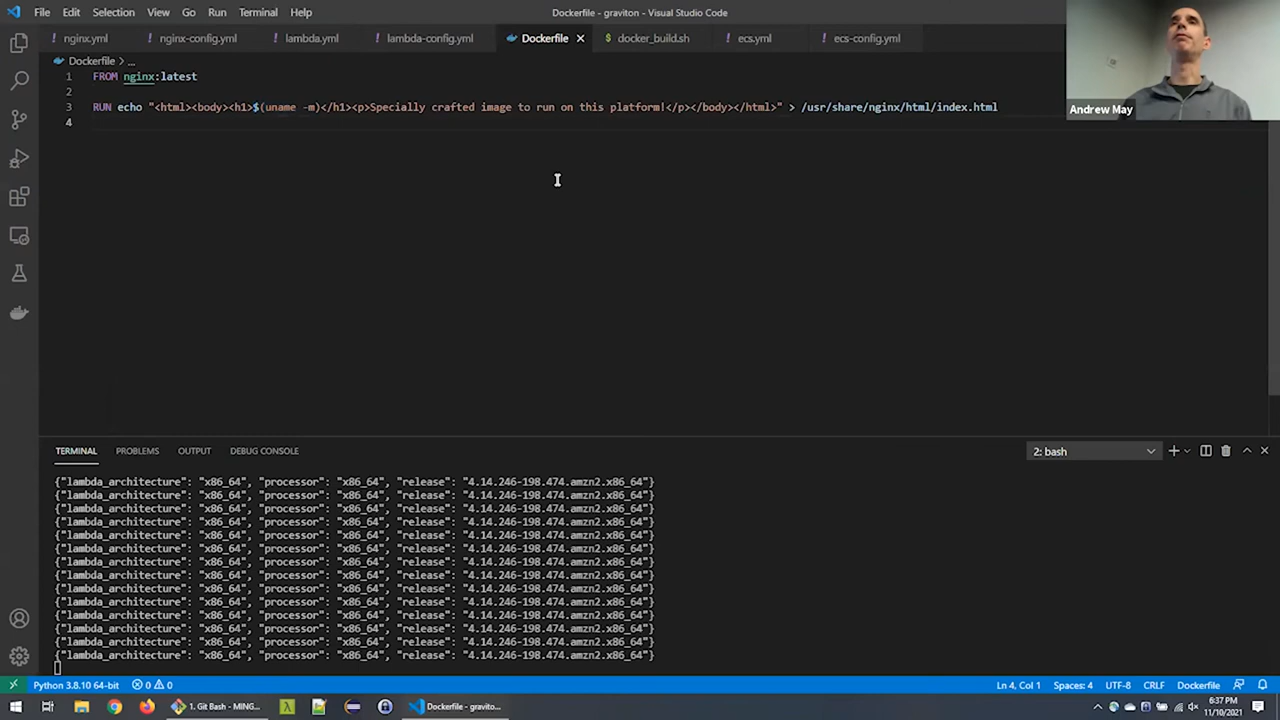 File Edit Selection View Go Run Terminal Help Dockerfile - graviton - Visual Studio Code
nginx.yml nginx-config.yml lambda.yml lambda-config.yml Dockerfile docker_build.sh ecs.yml ecs-config.yml
Dockerfile > ...
1 FROM nginx:latest
2
3 RUN echo "<html><body><h1>$(uname -m)</h1><p>Specially crafted image to run on this platform!</p></body></html>" > /usr/share/nginx/html/index.html
4
Andrew May
TERMINAL PROBLEMS OUTPUT DEBUG CONSOLE 2: bash
{"lambda_architecture": "x86_64", "processor": "x86_64", "release": "4.14.246-198.474.amzn2.x86_64"}
{"lambda_architecture": "x86_64", "processor": "x86_64", "release": "4.14.246-198.474.amzn2.x86_64"}
{"lambda_architecture": "x86_64", "processor": "x86_64", "release": "4.14.246-198.474.amzn2.x86_64"}
{"lambda_architecture": "x86_64", "processor": "x86_64", "release": "4.14.246-198.474.amzn2.x86_64"}
{"lambda_architecture": "x86_64", "processor": "x86_64", "release": "4.14.246-198.474.amzn2.x86_64"}
{"lambda_architecture": "x86_64", "processor": "x86_64", "release": "4.14.246-198.474.amzn2.x86_64"}
{"lambda_architecture": "x86_64", "processor": "x86_64", "release": "4.14.246-198.474.amzn2.x86_64"}
{"lambda_architecture": "x86_64", "processor": "x86_64", "release": "4.14.246-198.474.amzn2.x86_64"}
{"lambda_architecture": "x86_64", "processor": "x86_64", "release": "4.14.246-198.474.amzn2.x86_64"}
{"lambda_architecture": "x86_64", "processor": "x86_64", "release": "4.14.246-198.474.amzn2.x86_64"}
{"lambda_architecture": "x86_64", "processor": "x86_64", "release": "4.14.246-198.474.amzn2.x86_64"}
{"lambda_architecture": "x86_64", "processor": "x86_64", "release": "4.14.246-198.474.amzn2.x86_64"}
{"lambda_architecture": "x86_64", "processor": "x86_64", "release": "4.14.246-198.474.amzn2.x86_64"}
{"lambda_architecture": "x86_64", "processor": "x86_64", "release": "4.14.246-198.474.amzn2.x86_64"}
Python 3.8.10 64-bit 0 0 Ln 4, Col 1 Spaces: 4 UTF-8 CRLF Dockerfile
1. Git Bash - MING... Dockerfile - gravito... 6:37 PM
11/10/2021